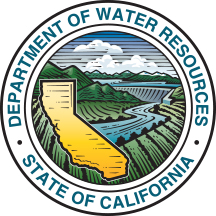 DEPARTMENT OF WATER RESOURCES
STATE OF CALIFORNIA